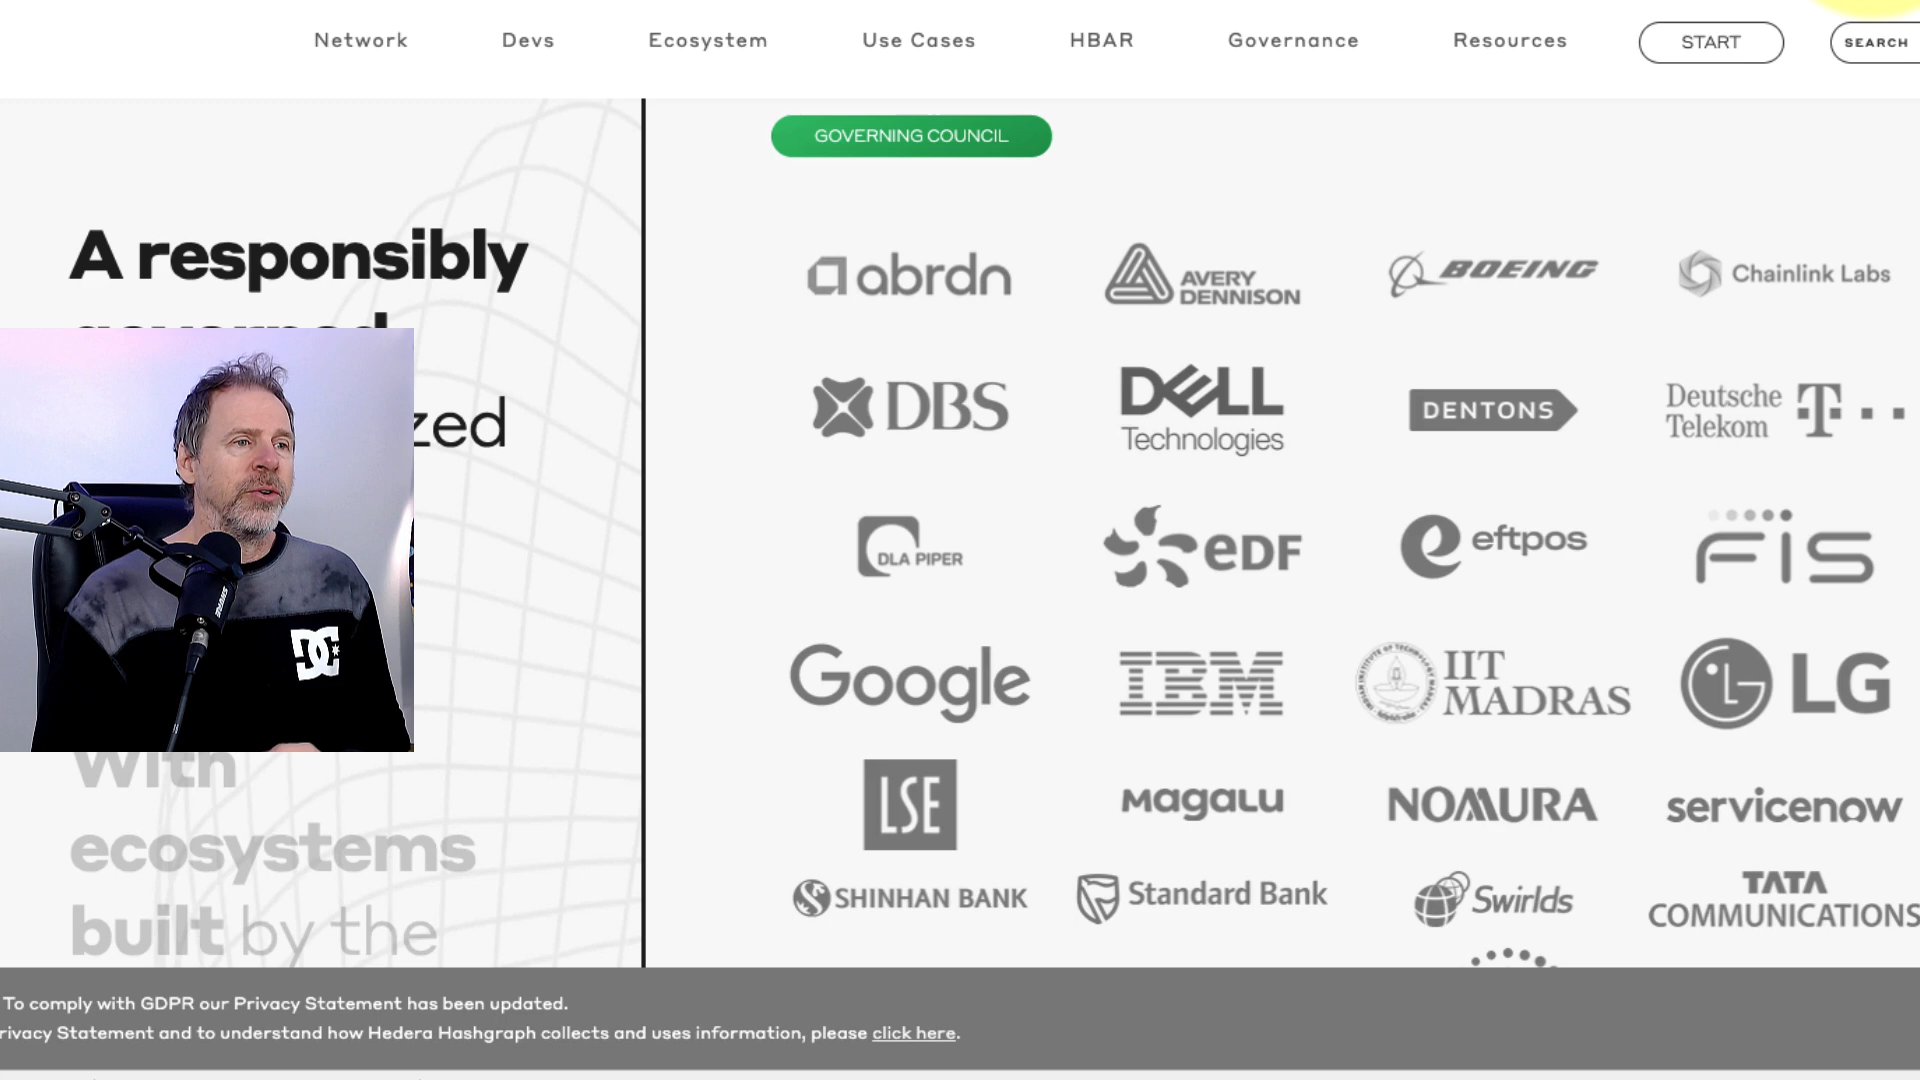 Network Devs Ecosystem Use Cases HBAR Governance Resources START SEARCH
A responsibly
governed
zed
With
ecosystems
built by the
GOVERNING COUNCIL
abrdn
AVERY
DENNISON
BOEING
Chainlink Labs
DBS
DELL
Technologies
DENTONS
Deutsche
Telekom
T
DLA PIPER
eDF
eftpos
FIS
Google
IBM
IIT
MADRAS
LG
LSE
MagaLu
NOMURA
servicenow
SHINHAN BANK
Standard Bank
Swirlds
TATA
COMMUNICATIONS
SHURE
DC
To comply with GDPR our Privacy Statement has been updated.
rivacy Statement and to understand how Hedera Hashgraph collects and uses information, please click here.